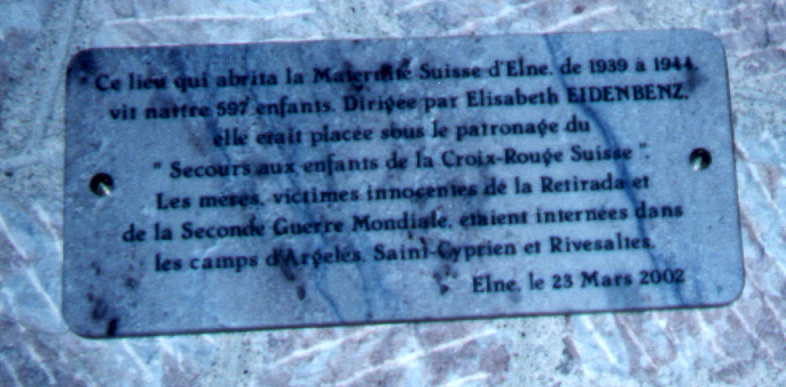 Ce lieu qui abrita la Maternité Suisse d'Elne, de 1939 à 1944,
vit naître 597 enfants. Dirigée par Elisabeth EIDENBENZ,
elle était placée sous le patronage du
" Secours aux enfants de la Croix-Rouge Suisse ".
Les mères, victimes innocentes de la Retirada et
de la Seconde Guerre Mondiale, étaient internées dans
les camps d'Argelès, Saint-Cyprien et Rivesaltes.
Elne, le 23 Mars 2002